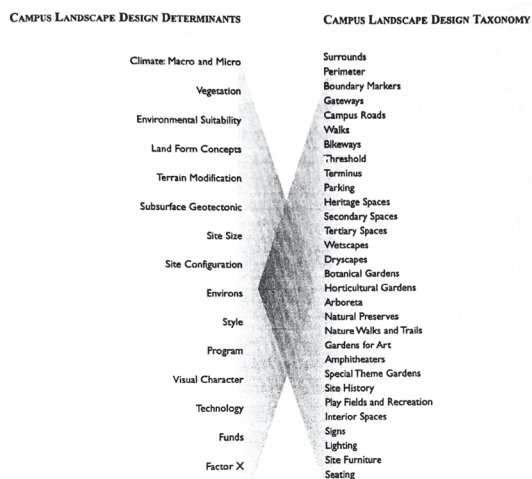 CAMPUS LANDSCAPE DESIGN DETERMINANTS
Climate: Macro and Micro
Vegetation
Environmental Suitability
Land Form Concepts
Terrain Modification
Subsurface Geotectonic
Site Size
Site Configuration
Environs
Style
Program
Visual Character
Technology
Funds
Factor X
CAMPUS LANDSCAPE DESIGN TAXONOMY
Surrounds
Perimeter
Boundary Markers
Gateways
Campus Roads
Walks
Bikeways
Threshold
Terminus
Parking
Heritage Spaces
Secondary Spaces
Tertiary Spaces
Wetscapes
Dryscapes
Botanical Gardens
Horticultural Gardens
Arboreta
Natural Preserves
Nature Walks and Trails
Gardens for Art
Amphitheaters
Special Theme Gardens
Site History
Play Fields and Recreation
Interior Spaces
Signs
Lighting
Site Furniture
Seating